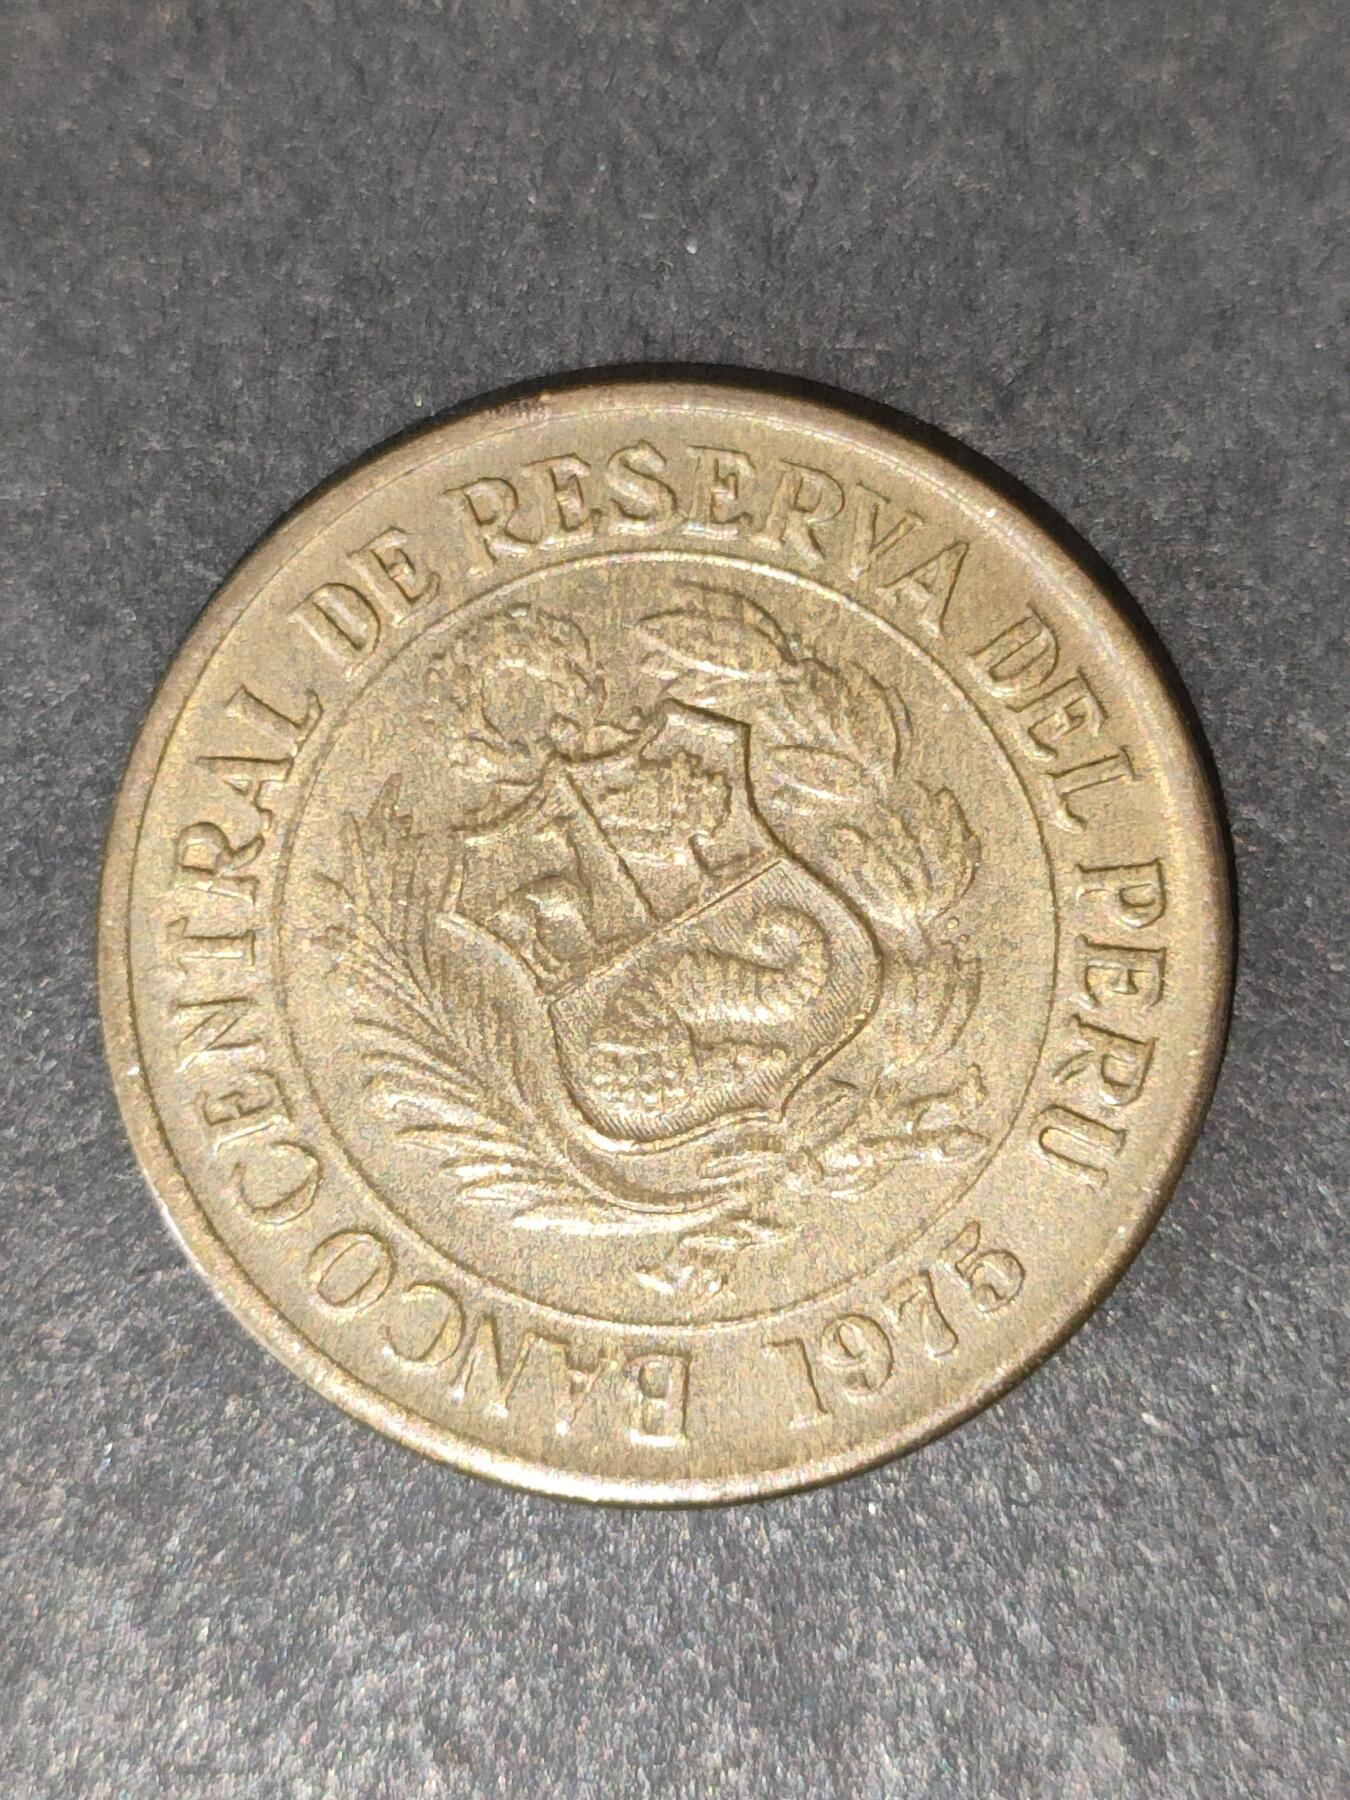 BANCO CENTRAL DE RESERVA DEL PERU
1975